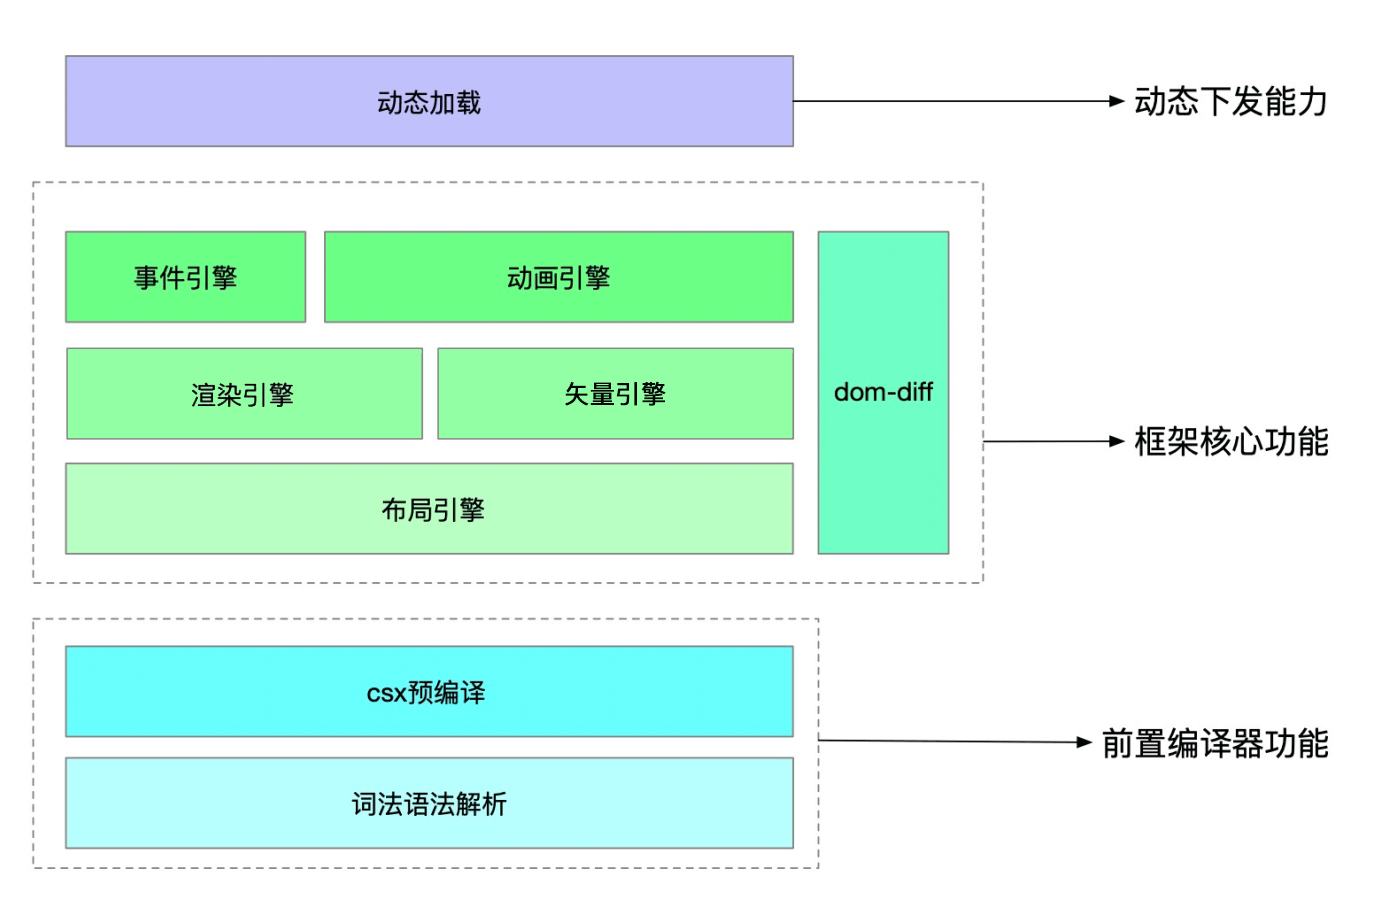 动态加载
动态下发能力
事件引擎
动画引擎
渲染引擎
矢量引擎
dom-diff
布局引擎
框架核心功能
csx预编译
前置编译器功能
词法语法解析